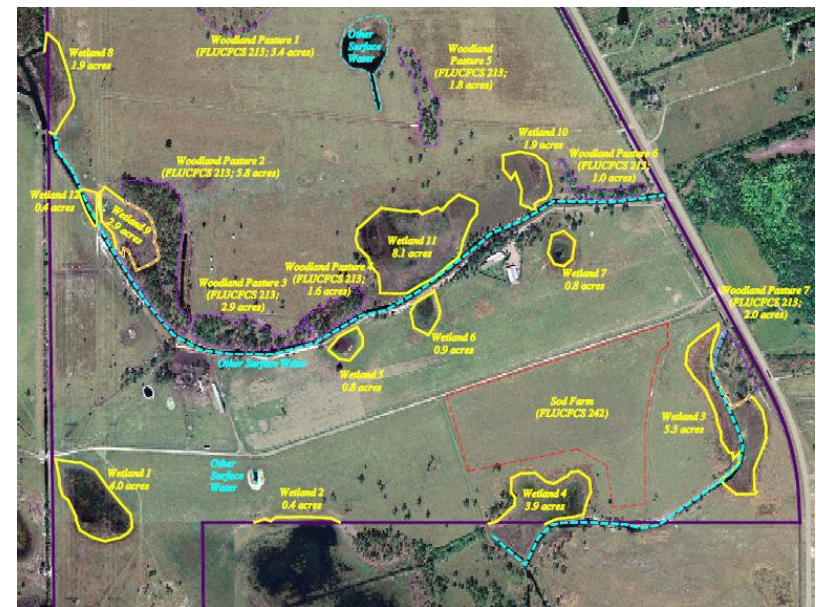 Woodland Pasture 1
(FLUCFCS 213; 3.4 acres)
Other
Surface
Water
Woodland
Pasture 5
(FLUCFCS 213;
1.8 acres)
Wetland 8
1.9 acres
Wetland 10
1.9 acres
Woodland Pasture 6
(FLUCFCS 213;
1.0 acres)
Woodland Pasture 2
(FLUCFCS 213; 5.8 acres)
Wetland 12
0.4 acres
Wetland 9
2.9 acres
Wetland 11
8.1 acres
Woodland Pasture 4
(FLUCFCS 213;
1.6 acres)
Woodland Pasture 3
(FLUCFCS 213;
2.9 acres)
Wetland 7
0.8 acres
Woodland Pasture 7
(FLUCFCS 213;
2.0 acres)
Wetland 6
0.9 acres
Other Surface Water
Wetland 5
0.8 acres
Sod Farm
(FLUCFCS 242)
Wetland 3
5.3 acres
Wetland 1
4.0 acres
Other
Surface
Water
Wetland 2
0.4 acres
Wetland 4
3.9 acres